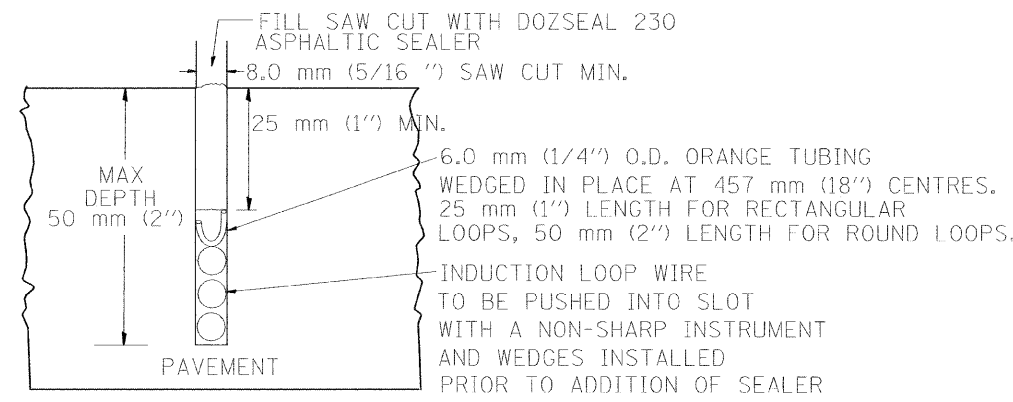 FILL SAW CUT WITH DOZSEAL 230
ASPHALTIC SEALER
8.0 mm (5/16 ") SAW CUT MIN.
25 mm (1") MIN.
MAX
DEPTH
50 mm (2")
6.0 mm (1/4") O.D. ORANGE TUBING
WEDGED IN PLACE AT 457 mm (18") CENTRES.
25 mm (1") LENGTH FOR RECTANGULAR
LOOPS, 50 mm (2") LENGTH FOR ROUND LOOPS.
INDUCTION LOOP WIRE
TO BE PUSHED INTO SLOT
WITH A NON-SHARP INSTRUMENT
AND WEDGES INSTALLED
PRIOR TO ADDITION OF SEALER
PAVEMENT